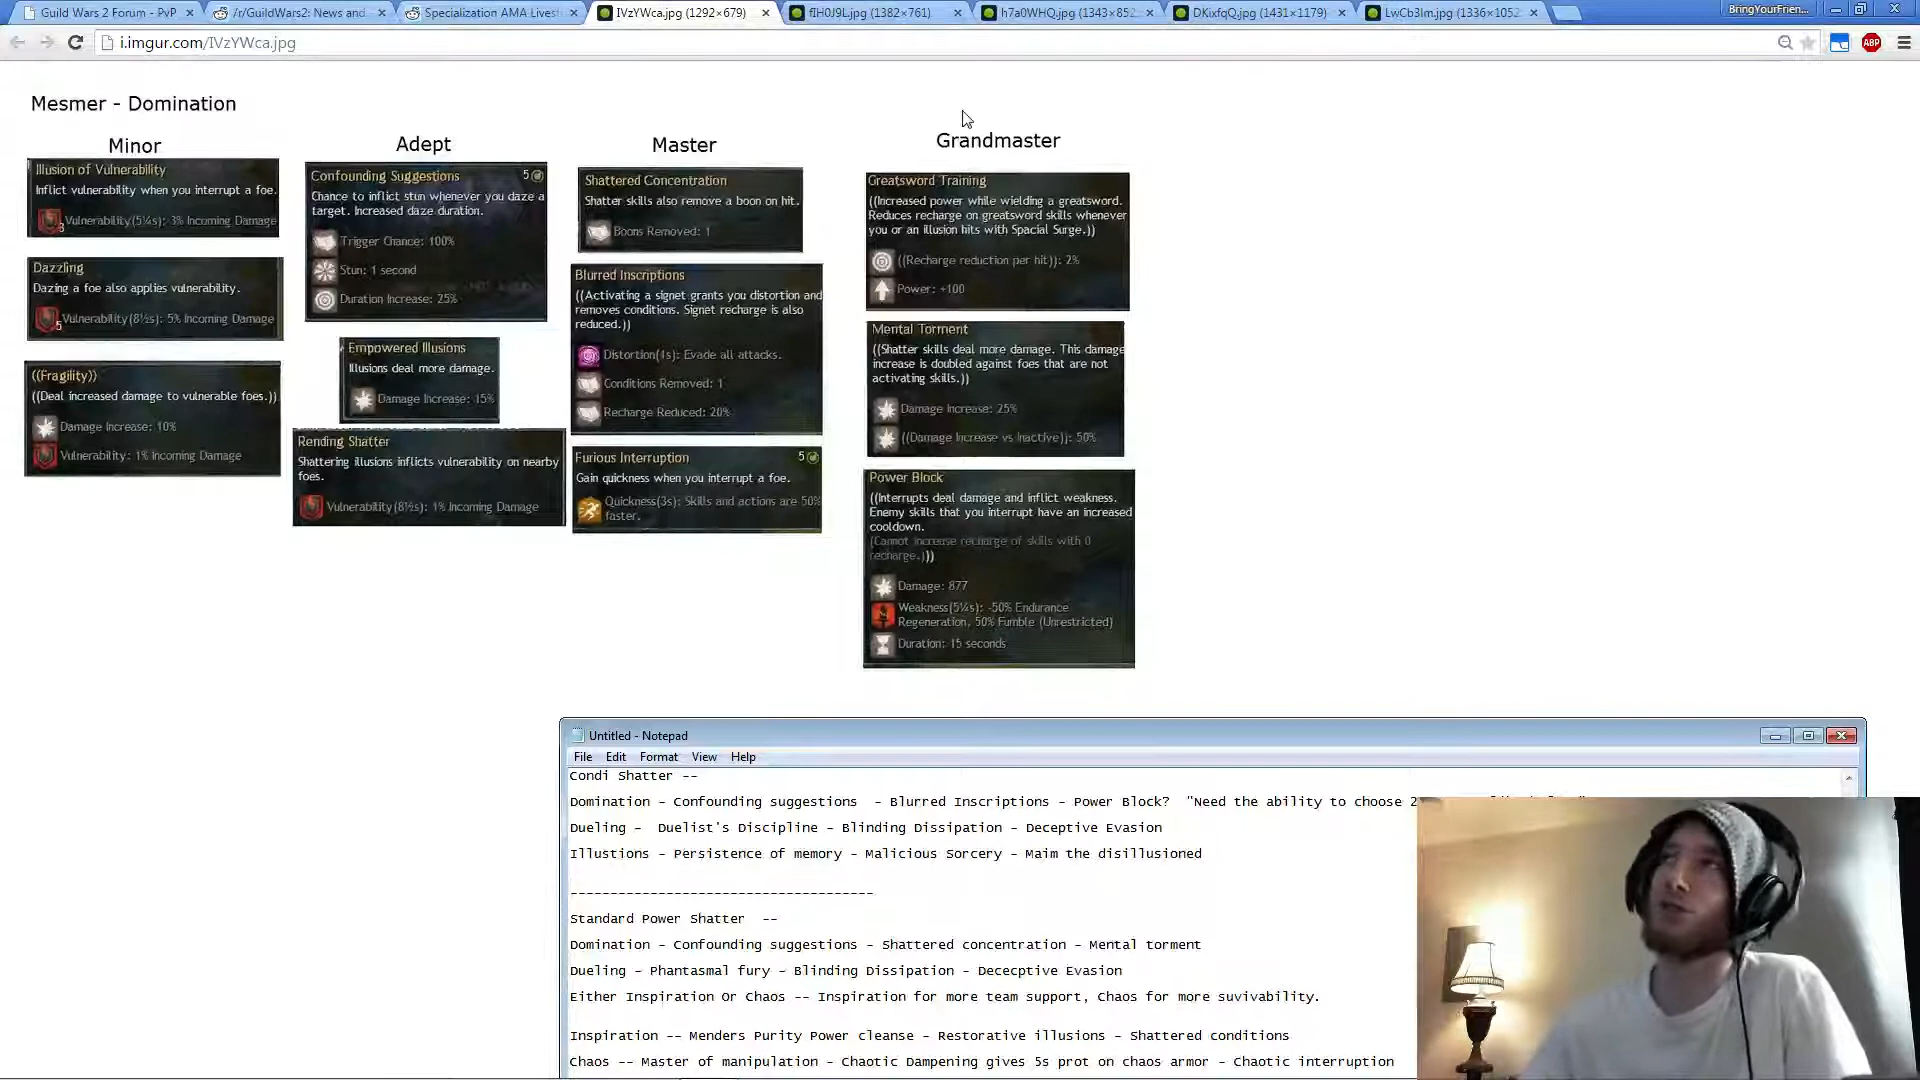 Guild Wars 2 Forum - PvP
/r/GuildWars2: News and
Specialization AMA Livest
IVzYWca.jpg (1292×679)
fIH0J9L.jpg (1382×761)
h7a0WHQ.jpg (1343×852
DKixfqQ.jpg (1431×1179)
LwCb3Im.jpg (1336×1052
BringYourFrien...
i.imgur.com/IVzYWca.jpg
ABP
Mesmer - Domination
Minor
Illusion of Vulnerability
Inflict vulnerability when you interrupt a foe.
3 Vulnerability(5¼s): 3% Incoming Damage
Dazzling
Dazing a foe also applies vulnerability.
5 Vulnerability(8½s): 5% Incoming Damage
((Fragility))
((Deal increased damage to vulnerable foes.))
Damage Increase: 10%
Vulnerability: 1% Incoming Damage
Adept
Confounding Suggestions 5
Chance to inflict stun whenever you daze a
target. Increased daze duration.
Trigger Chance: 100%
Stun: 1 second
Duration Increase: 25%
Empowered Illusions
Illusions deal more damage.
Damage Increase: 15%
Rending Shatter
Shattering illusions inflicts vulnerability on nearby
foes.
Vulnerability(8½s): 1% Incoming Damage
Master
Shattered Concentration
Shatter skills also remove a boon on hit.
Boons Removed: 1
Blurred Inscriptions
((Activating a signet grants you distortion and
removes conditions. Signet recharge is also
reduced.))
Distortion(1s): Evade all attacks.
Conditions Removed: 1
Recharge Reduced: 20%
Furious Interruption 5
Gain quickness when you interrupt a foe.
Quickness(3s): Skills and actions are 50%
faster.
Grandmaster
Greatsword Training
((Increased power while wielding a greatsword.
Reduces recharge on greatsword skills whenever
you or an illusion hits with Spacial Surge.))
((Recharge reduction per hit)): 2%
Power: +100
Mental Torment
((Shatter skills deal more damage. This damage
increase is doubled against foes that are not
activating skills.))
Damage Increase: 25%
((Damage Increase vs Inactive)): 50%
Power Block
((Interrupts deal damage and inflict weakness.
Enemy skills that you interrupt have an increased
cooldown.
(Cannot increase recharge of skills with 0
recharge.)))
Damage: 877
Weakness(5¼s): -50% Endurance
Regeneration, 50% Fumble (Unrestricted)
Duration: 15 seconds
Untitled - Notepad
File Edit Format View Help
Condi Shatter --
Domination - Confounding suggestions - Blurred Inscriptions - Power Block? "Need the ability to choose 2
Dueling - Duelist's Discipline - Blinding Dissipation - Deceptive Evasion
Illustions - Persistence of memory - Malicious Sorcery - Maim the disillusioned
--------------------------------------
Standard Power Shatter --
Domination - Confounding suggestions - Shattered concentration - Mental torment
Dueling - Phantasmal fury - Blinding Dissipation - Dececptive Evasion
Either Inspiration Or Chaos -- Inspiration for more team support, Chaos for more suvivability.
Inspiration -- Menders Purity Power cleanse - Restorative illusions - Shattered conditions
Chaos -- Master of manipulation - Chaotic Dampening gives 5s prot on chaos armor - Chaotic interruption